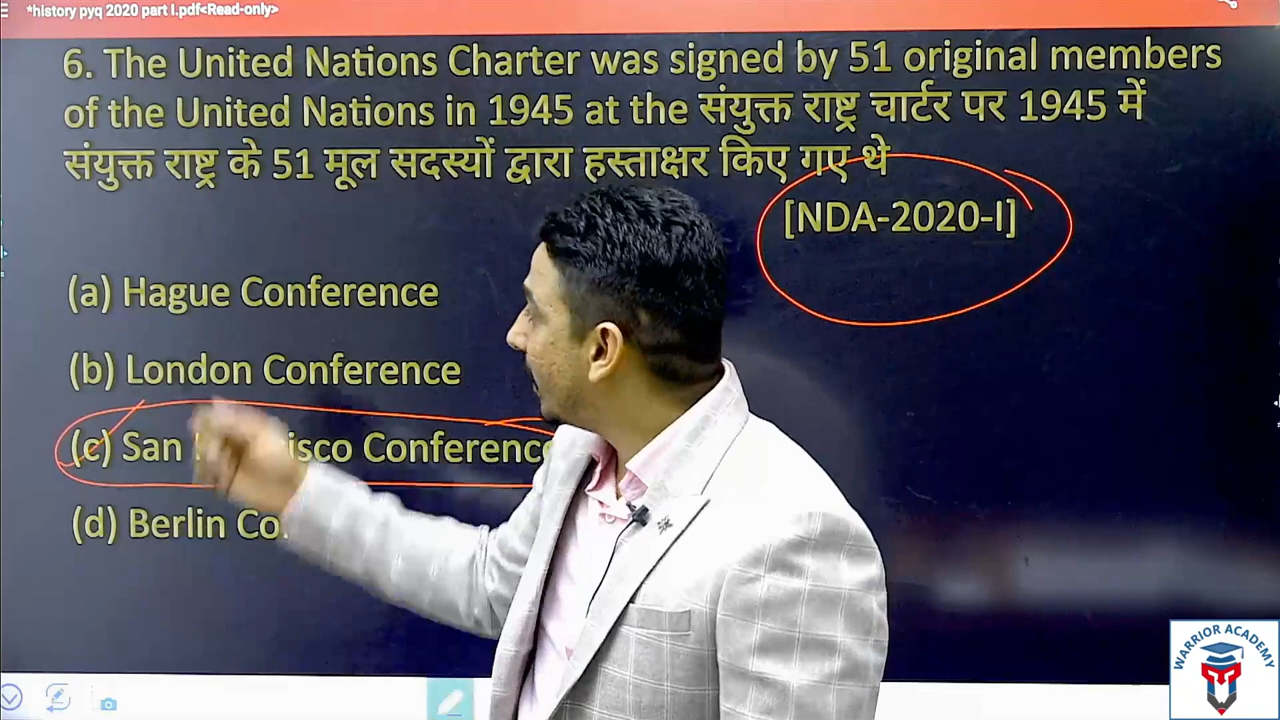 *history pyq 2020 part I.pdf<Read-only>
6. The United Nations Charter was signed by 51 original members
of the United Nations in 1945 at the संयुक्त राष्ट्र चार्टर पर 1945 में
संयुक्त राष्ट्र के 51 मूल सदस्यों द्वारा हस्ताक्षर किए गए थे
[NDA-2020-I]
(a) Hague Conference
(b) London Conference
(c) San Conference
(d) Berlin
WARRIOR ACADEMY